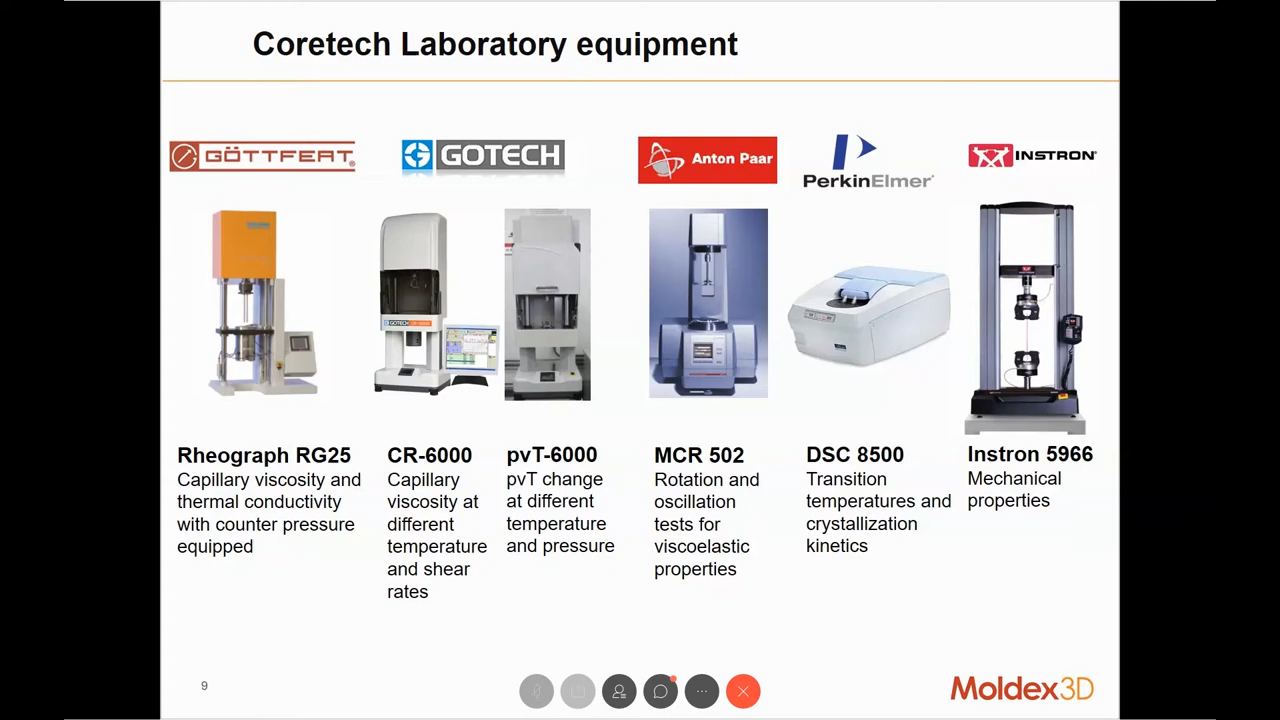 Coretech Laboratory equipment
GÖTTFERT®
GOTECH
Anton Paar
PerkinElmer
INSTRON®
GOTECH
Rheograph RG25
Capillary viscosity and
thermal conductivity
with counter pressure
equipped
CR-6000
Capillary
viscosity at
different
temperature
and shear
rates
pvT-6000
pvT change
at different
temperature
and pressure
MCR 502
Rotation and
oscillation
tests for
viscoelastic
properties
DSC 8500
Transition
temperatures and
crystallization
kinetics
Instron 5966
Mechanical
properties
9
Moldex3D